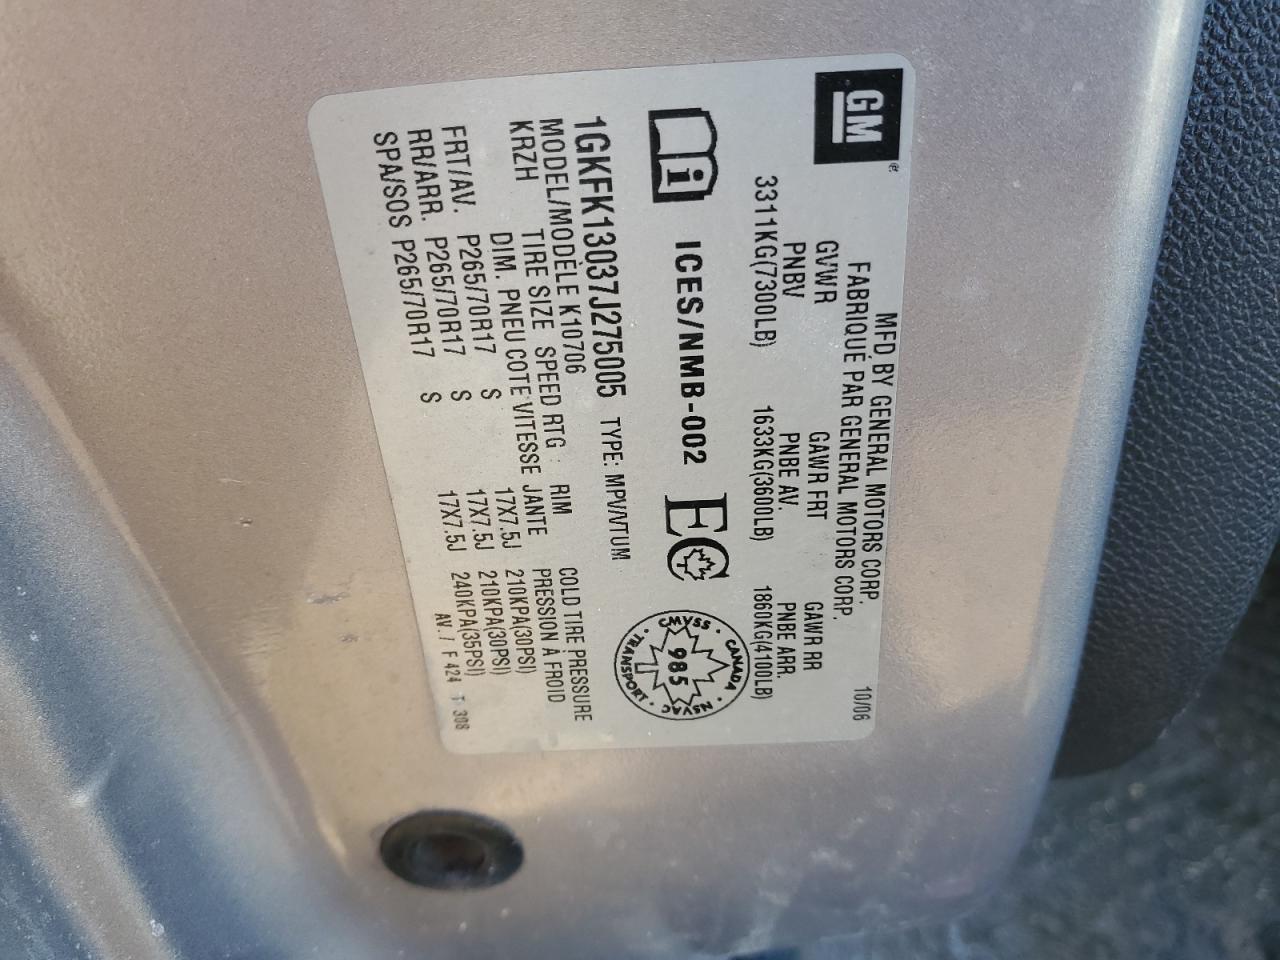 GM
MFD BY GENERAL MOTORS CORP. 10/06
FABRIQUÉ PAR GENERAL MOTORS CORP.
GVWR GAWR FRT GAWR RR
PNBV PNBE AV. PNBE ARR.
3311KG(7300LB) 1633KG(3600LB) 1860KG(4100LB)
i ICES/NMB-002 EC
CMVSS · CANADA · NSVAC · TRANSPORT ·
985
1GKFK13037J275005 TYPE: MPV/VTUM
MODEL/MODÈLE K10706
KRZH TIRE SIZE SPEED RTG : RIM COLD TIRE PRESSURE
DIM. PNEU COTE VITESSE JANTE PRESSION À FROID
FRT/AV. P265/70R17 S 17X7.5J 210KPA(30PSI)
RR/ARR. P265/70R17 S 17X7.5J 210KPA(30PSI)
SPA/SOS P265/70R17 S 17X7.5J 240KPA(35PSI)
AV. / F 424 T 308